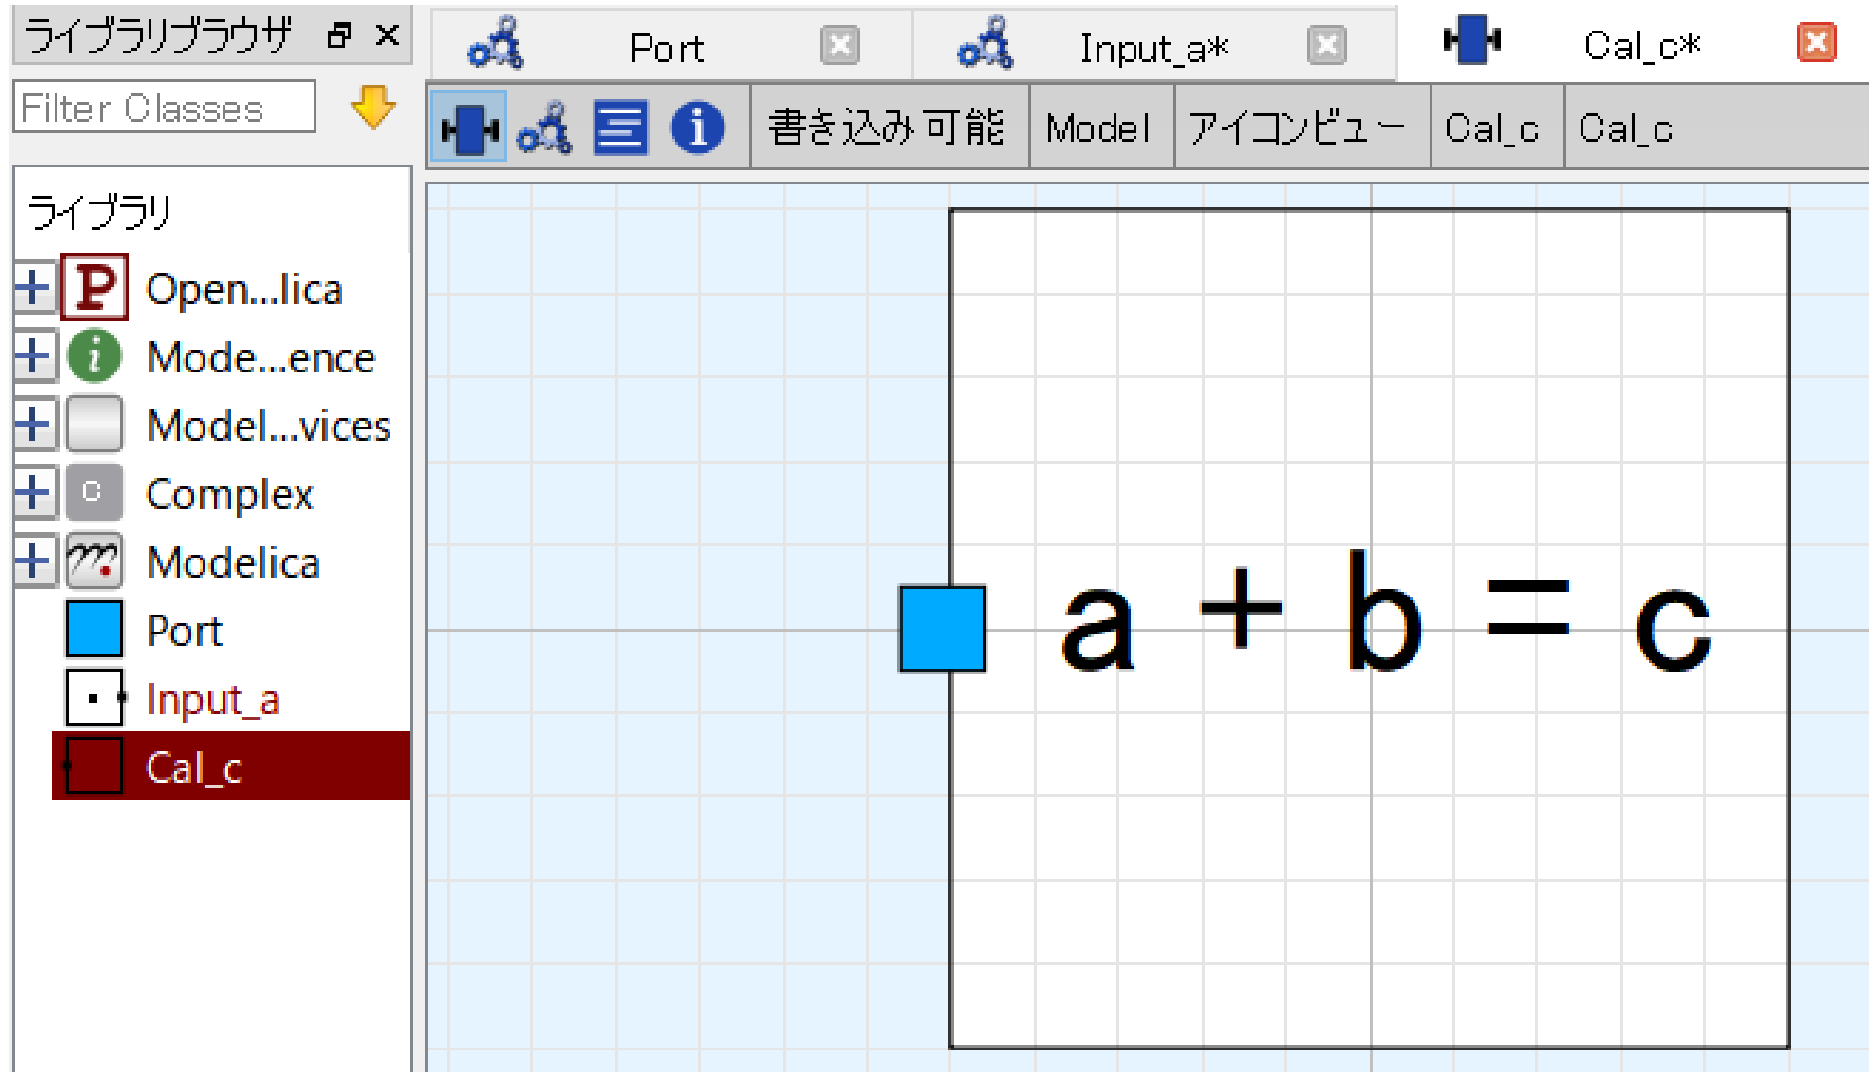 ライブラリブラウザ
Port
Input_a*
Cal_c*
Filter Classes
書き込み可能
Model
アイコンビュー
Cal_c
Cal_c
ライブラリ
P Open...lica
i Mode...ence
Model...vices
C Complex
Modelica
Port
Input_a
Cal_c
a + b = c